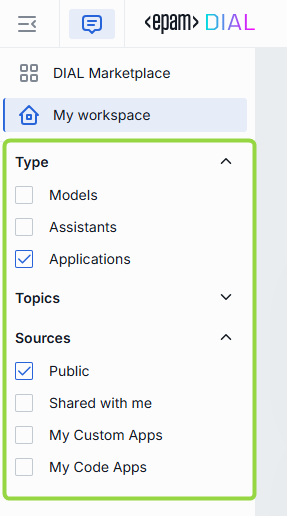 <epam> DIAL
DIAL Marketplace
My workspace
Type
Models
Assistants
Applications
Topics
Sources
Public
Shared with me
My Custom Apps
My Code Apps